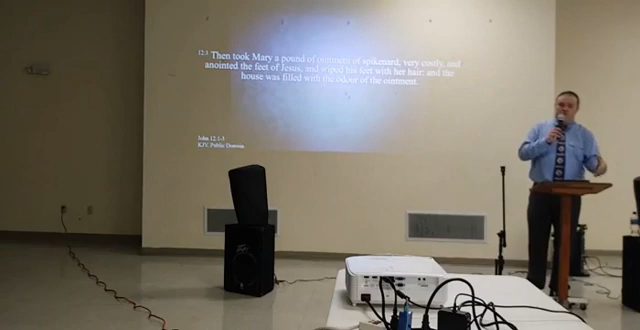 12:3 Then took Mary a pound of ointment of spikenard, very costly, and
anointed the feet of Jesus, and wiped his feet with her hair: and the
house was filled with the odour of the ointment.
John 12:1-5
KJV, Public Domain